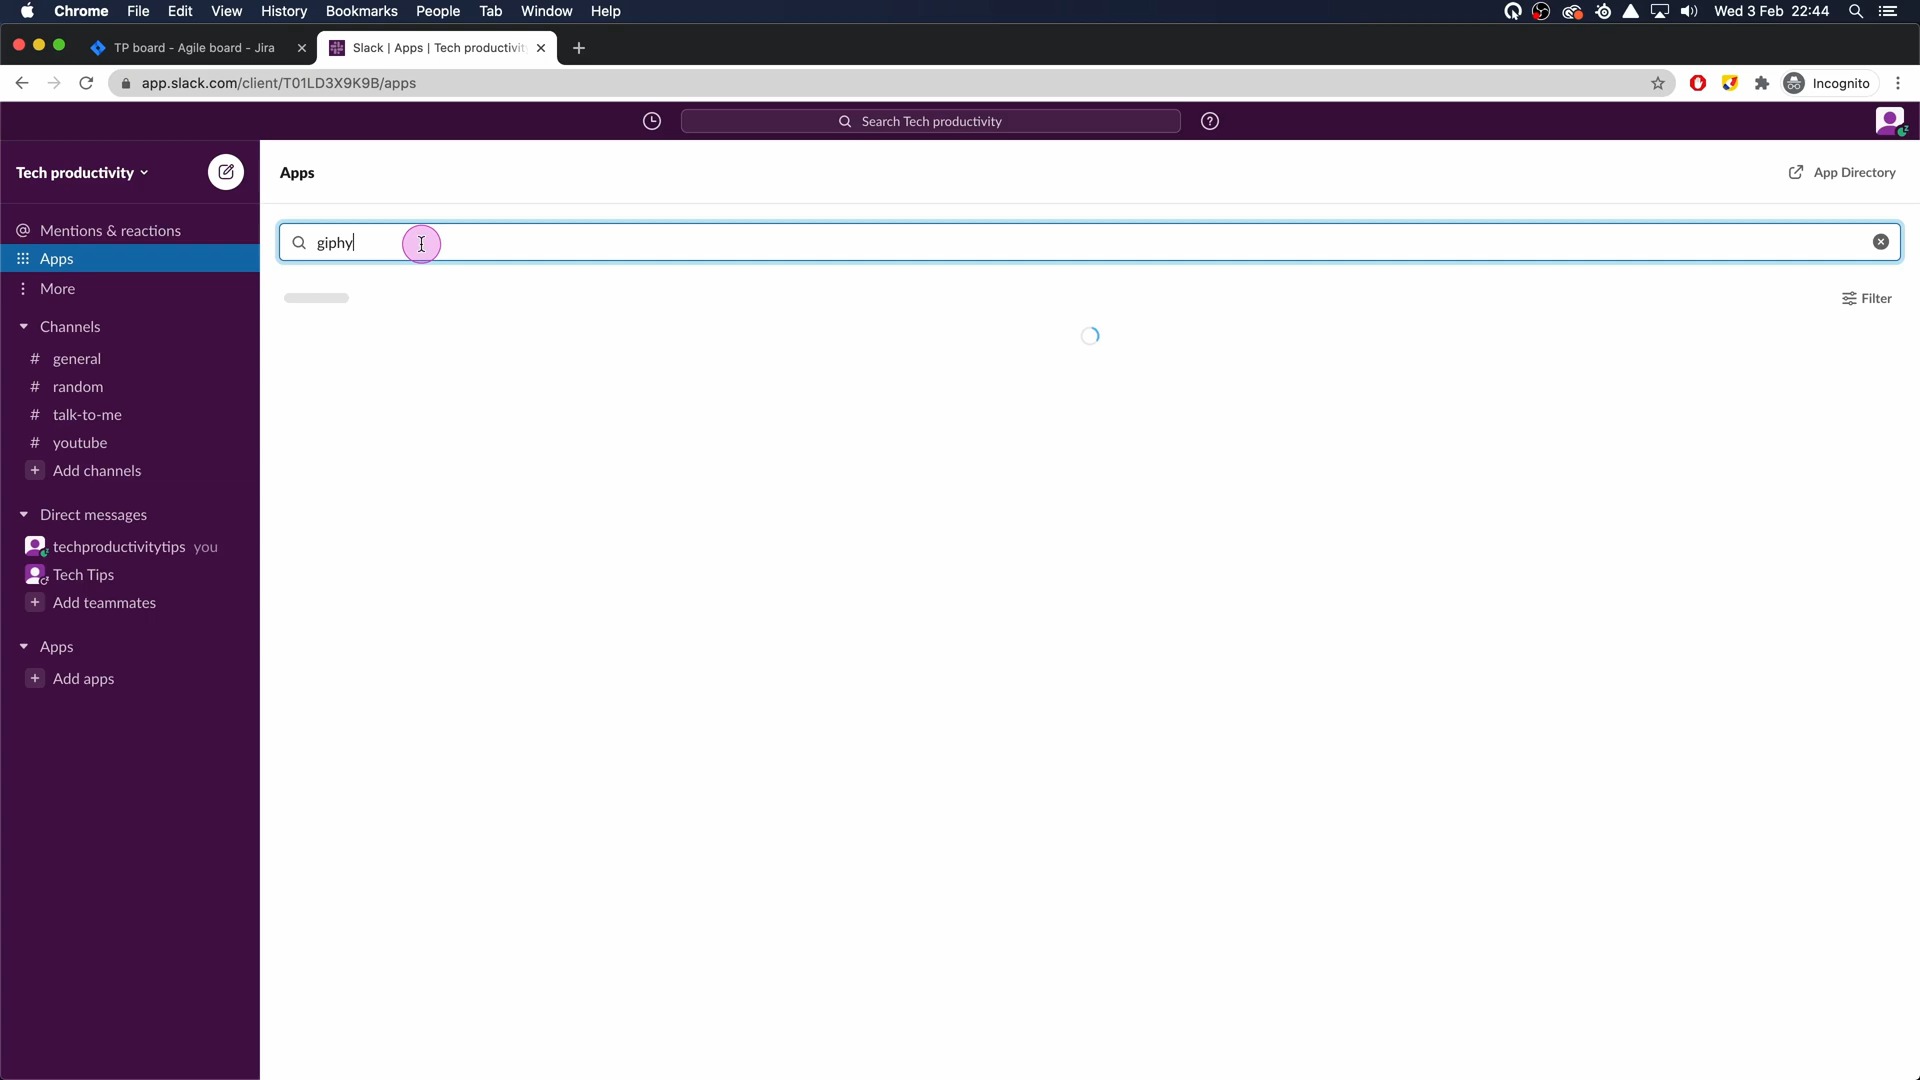 Chrome File Edit View History Bookmarks People Tab Window Help Wed 3 Feb 22:44
TP board - Agile board - Jira Slack | Apps | Tech productivit
app.slack.com/client/T01LD3X9K9B/apps Incognito
Search Tech productivity
Tech productivity
Apps
App Directory
Mentions & reactions
Apps
More
Channels
# general
# random
# talk-to-me
# youtube
+ Add channels
Direct messages
techproductivitytips you
Tech Tips
+ Add teammates
Apps
+ Add apps
giphy
Filter